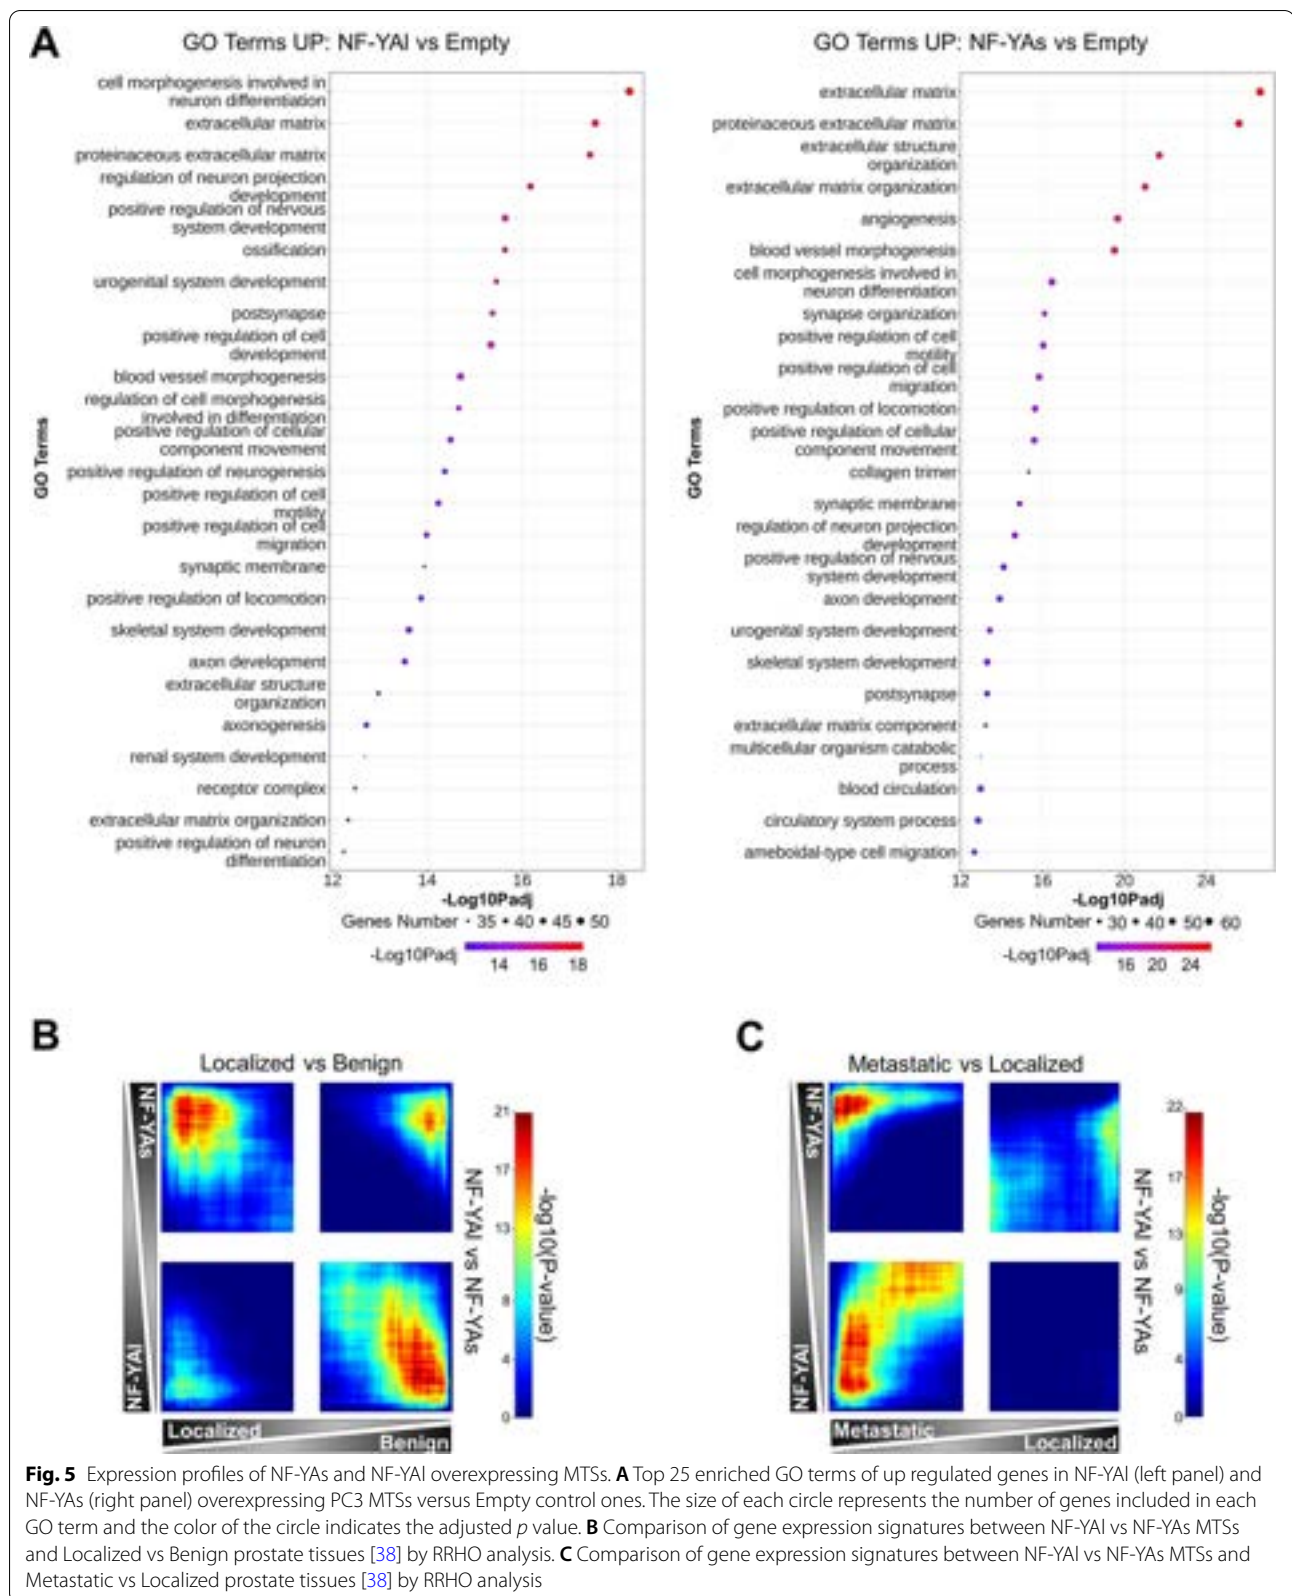 A
GO Terms UP: NF-YAl vs Empty
cell morphogenesis involved in
neuron differentiation
extracellular matrix
proteinaceous extracellular matrix
regulation of neuron projection
development
positive regulation of nervous
system development
ossification
urogenital system development
postsynapse
positive regulation of cell
development
blood vessel morphogenesis
regulation of cell morphogenesis
involved in differentiation
positive regulation of cellular
component movement
positive regulation of neurogenesis
positive regulation of cell
motility
positive regulation of cell
migration
synaptic membrane
positive regulation of locomotion
skeletal system development
axon development
extracellular structure
organization
axonogenesis
renal system development
receptor complex
extracellular matrix organization
positive regulation of neuron
differentiation
GO Terms
12 14 16 18
-Log10Padj
Genes Number 35 40 45 50
-Log10Padj
14 16 18
GO Terms UP: NF-YAs vs Empty
extracellular matrix
proteinaceous extracellular matrix
extracellular structure
organization
extracellular matrix organization
angiogenesis
blood vessel morphogenesis
cell morphogenesis involved in
neuron differentiation
synapse organization
positive regulation of cell
motility
positive regulation of cell
migration
positive regulation of locomotion
positive regulation of cellular
component movement
collagen trimer
synaptic membrane
regulation of neuron projection
development
positive regulation of nervous
system development
axon development
urogenital system development
skeletal system development
postsynapse
extracellular matrix component
multicellular organism catabolic
process
blood circulation
circulatory system process
ameboidal-type cell migration
GO Terms
12 16 20 24
-Log10Padj
Genes Number 30 40 50 60
-Log10Padj
16 20 24
B
Localized vs Benign
NF-YAs
NF-YAl
Localized
Benign
NF-YAl vs NF-YAs
21
17
13
8
4
0
-log10(P-value)
C
Metastatic vs Localized
NF-YAs
NF-YAl
Metastatic
Localized
NF-YAl vs NF-YAs
22
17
13
9
4
0
-log10(P-value)
Fig. 5 Expression profiles of NF-YAs and NF-YAl overexpressing MTSs. A Top 25 enriched GO terms of up regulated genes in NF-YAl (left panel) and
NF-YAs (right panel) overexpressing PC3 MTSs versus Empty control ones. The size of each circle represents the number of genes included in each
GO term and the color of the circle indicates the adjusted p value. B Comparison of gene expression signatures between NF-YAl vs NF-YAs MTSs
and Localized vs Benign prostate tissues [38] by RRHO analysis. C Comparison of gene expression signatures between NF-YAl vs NF-YAs MTSs and
Metastatic vs Localized prostate tissues [38] by RRHO analysis